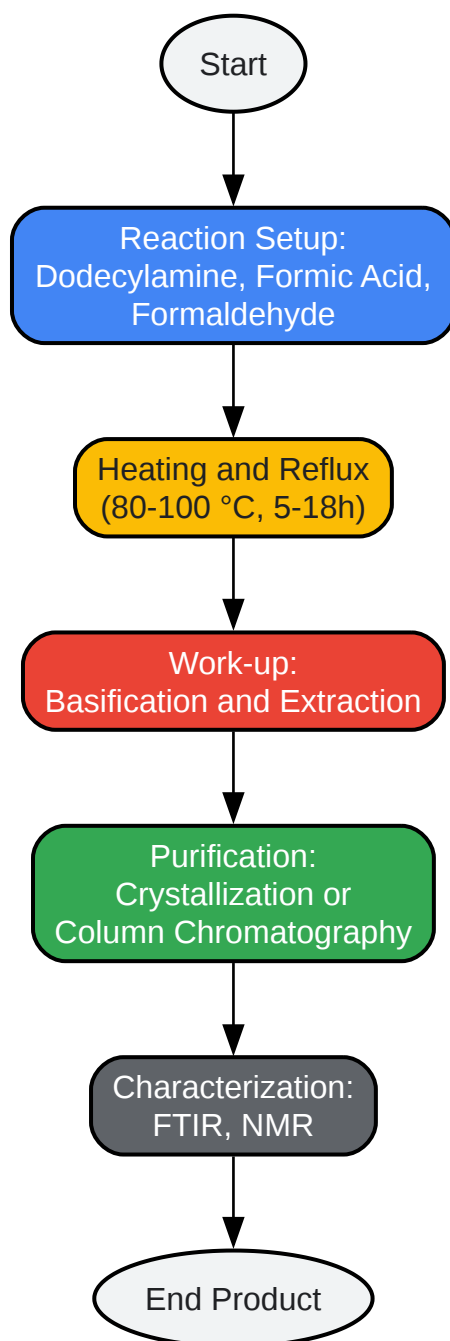 Start
Reaction Setup:
Dodecylamine, Formic Acid,
Formaldehyde
Heating and Reflux
(80-100 °C, 5-18h)
Work-up:
Basification and Extraction
Purification:
Crystallization or
Column Chromatography
Characterization:
FTIR, NMR
End Product